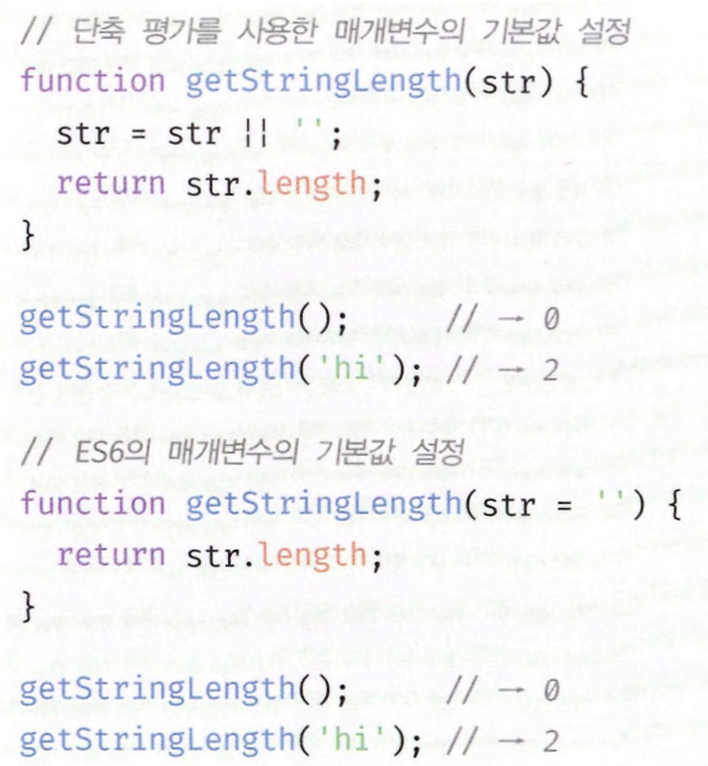 // 단축 평가를 사용한 매개변수의 기본값 설정
function getStringLength(str) {
  str = str || '';
  return str.length;
}

getStringLength();     // → 0
getStringLength('hi'); // → 2

// ES6의 매개변수의 기본값 설정
function getStringLength(str = '') {
  return str.length;
}

getStringLength();     // → 0
getStringLength('hi'); // → 2